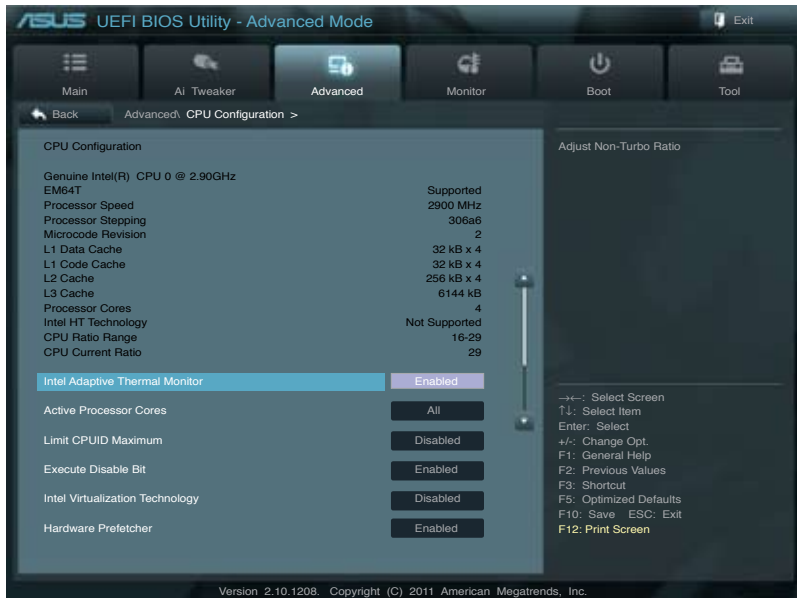 ASUS UEFI BIOS Utility - Advanced Mode
Exit
Main
Ai Tweaker
Advanced
Monitor
Boot
Tool
Back
Advanced\ CPU Configuration >
CPU Configuration
Adjust Non-Turbo Ratio
Genuine Intel(R) CPU 0 @ 2.90GHz
EM64T Supported
Processor Speed 2900 MHz
Processor Stepping 306a6
Microcode Revision 2
L1 Data Cache 32 kB x 4
L1 Code Cache 32 kB x 4
L2 Cache 256 kB x 4
L3 Cache 6144 kB
Processor Cores 4
Intel HT Technology Not Supported
CPU Ratio Range 16-29
CPU Current Ratio 29
Intel Adaptive Thermal Monitor Enabled
Active Processor Cores All
Limit CPUID Maximum Disabled
Execute Disable Bit Enabled
Intel Virtualization Technology Disabled
Hardware Prefetcher Enabled
→←: Select Screen
↑↓: Select Item
Enter: Select
+/-: Change Opt.
F1: General Help
F2: Previous Values
F3: Shortcut
F5: Optimized Defaults
F10: Save ESC: Exit
F12: Print Screen
Version 2.10.1208. Copyright (C) 2011 American Megatrends, Inc.